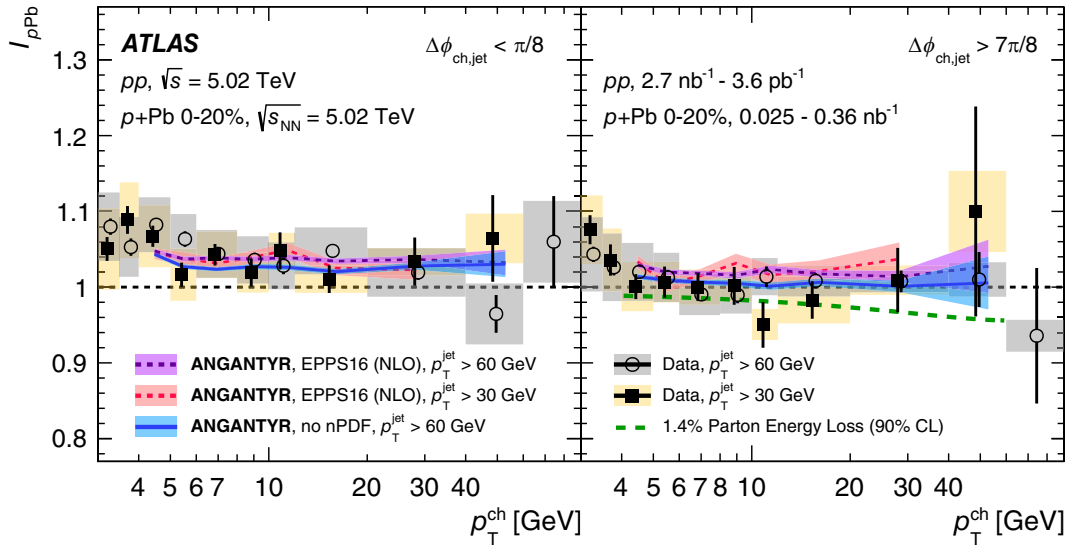 I_pPb
1.3
1.2
1.1
1
0.9
0.8
ATLAS
Δϕ_ch,jet < π/8
pp, √s = 5.02 TeV
p+Pb 0-20%, √s_NN = 5.02 TeV
ANGANTYR, EPPS16 (NLO), p_T^jet > 60 GeV
ANGANTYR, EPPS16 (NLO), p_T^jet > 30 GeV
ANGANTYR, no nPDF, p_T^jet > 60 GeV
4 5 6 7 10 20 30 40
p_T^ch [GeV]
Δϕ_ch,jet > 7π/8
pp, 2.7 nb⁻¹ - 3.6 pb⁻¹
p+Pb 0-20%, 0.025 - 0.36 nb⁻¹
Data, p_T^jet > 60 GeV
Data, p_T^jet > 30 GeV
1.4% Parton Energy Loss (90% CL)
4 5 6 7 8 10 20 30 40
p_T^ch [GeV]